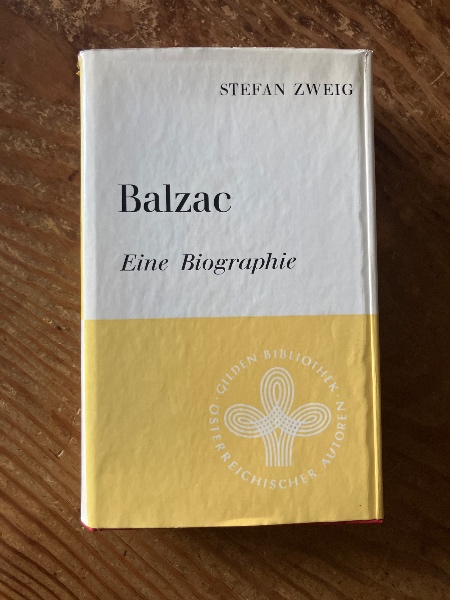 STEFAN ZWEIG
Balzac
Eine Biographie
· GILDEN · BIBLIOTHEK ·
ÖSTERREICHISCHER AUTOREN